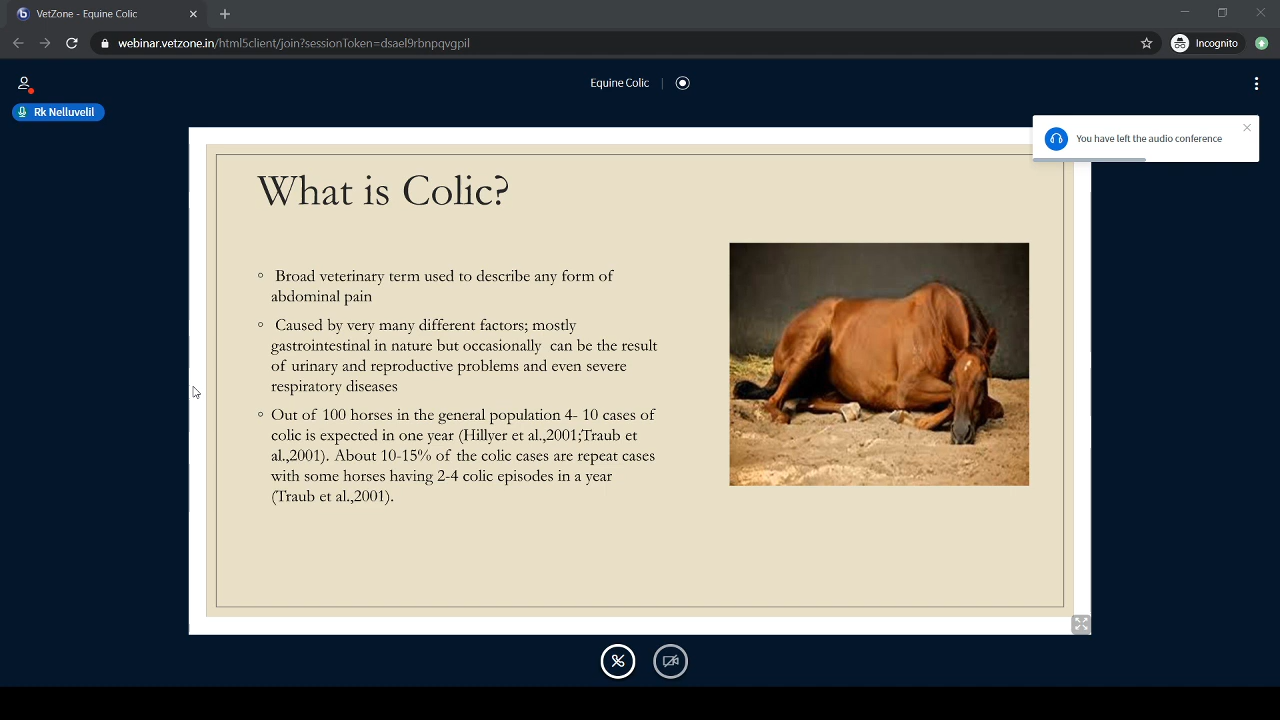 VetZone - Equine Colic
webinar.vetzone.in/html5client/join?sessionToken=dsael9rbnpqvgpil
Incognito
Equine Colic
Rk Nelluvelil
You have left the audio conference
What is Colic?
Broad veterinary term used to describe any form of
abdominal pain
Caused by very many different factors; mostly
gastrointestinal in nature but occasionally can be the result
of urinary and reproductive problems and even severe
respiratory diseases
Out of 100 horses in the general population 4- 10 cases of
colic is expected in one year (Hillyer et al.,2001;Traub et
al.,2001). About 10-15% of the colic cases are repeat cases
with some horses having 2-4 colic episodes in a year
(Traub et al.,2001).